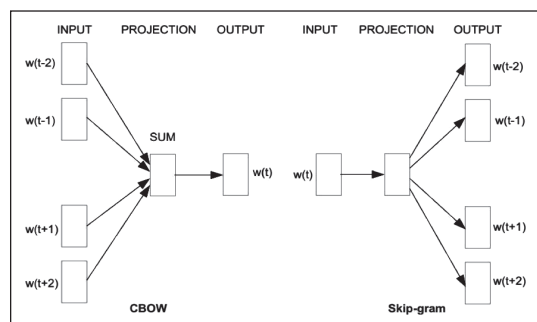 INPUT PROJECTION OUTPUT INPUT PROJECTION OUTPUT
w(t-2) w(t-2)
w(t-1) w(t-1)
SUM
w(t) w(t)
w(t+1) w(t+1)
w(t+2) w(t+2)
CBOW Skip-gram